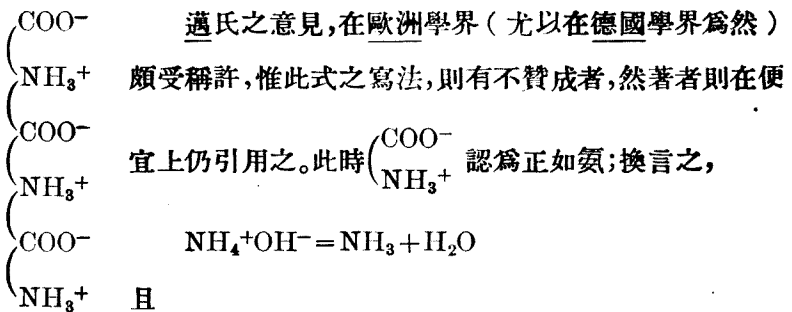 COO⁻
NH₃⁺
COO⁻
NH₃⁺
COO⁻
NH₃⁺
邁氏之意見,在歐洲學界(尤以在德國學界爲然)
頗受稱許,惟此式之寫法,則有不贊成者,然著者則在便
宜上仍引用之。此時(COO⁻ NH₃⁺ 認爲正如氨;換言之,
NH₄⁺OH⁻=NH₃+H₂O
且